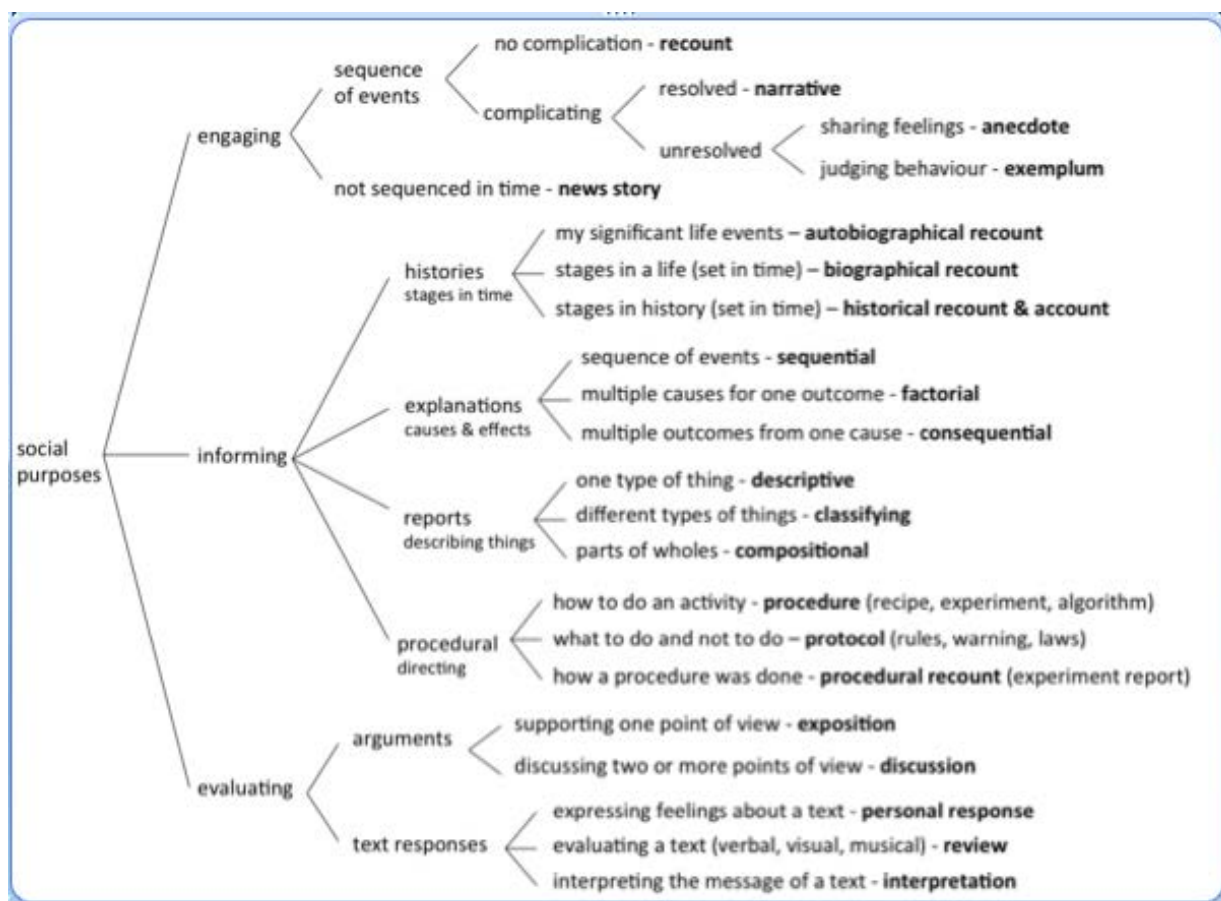 no complication - recount
sequence
of events
resolved - narrative
complicating
sharing feelings - anecdote
engaging
unresolved
judging behaviour - exemplum
not sequenced in time - news story
my significant life events – autobiographical recount
histories
stages in time
stages in a life (set in time) – biographical recount
stages in history (set in time) – historical recount & account
sequence of events - sequential
explanations
causes & effects
multiple causes for one outcome - factorial
multiple outcomes from one cause - consequential
social
purposes
informing
one type of thing - descriptive
reports
describing things
different types of things - classifying
parts of wholes - compositional
how to do an activity - procedure (recipe, experiment, algorithm)
procedural
directing
what to do and not to do – protocol (rules, warning, laws)
how a procedure was done - procedural recount (experiment report)
supporting one point of view - exposition
arguments
discussing two or more points of view - discussion
evaluating
expressing feelings about a text - personal response
text responses
evaluating a text (verbal, visual, musical) - review
interpreting the message of a text - interpretation